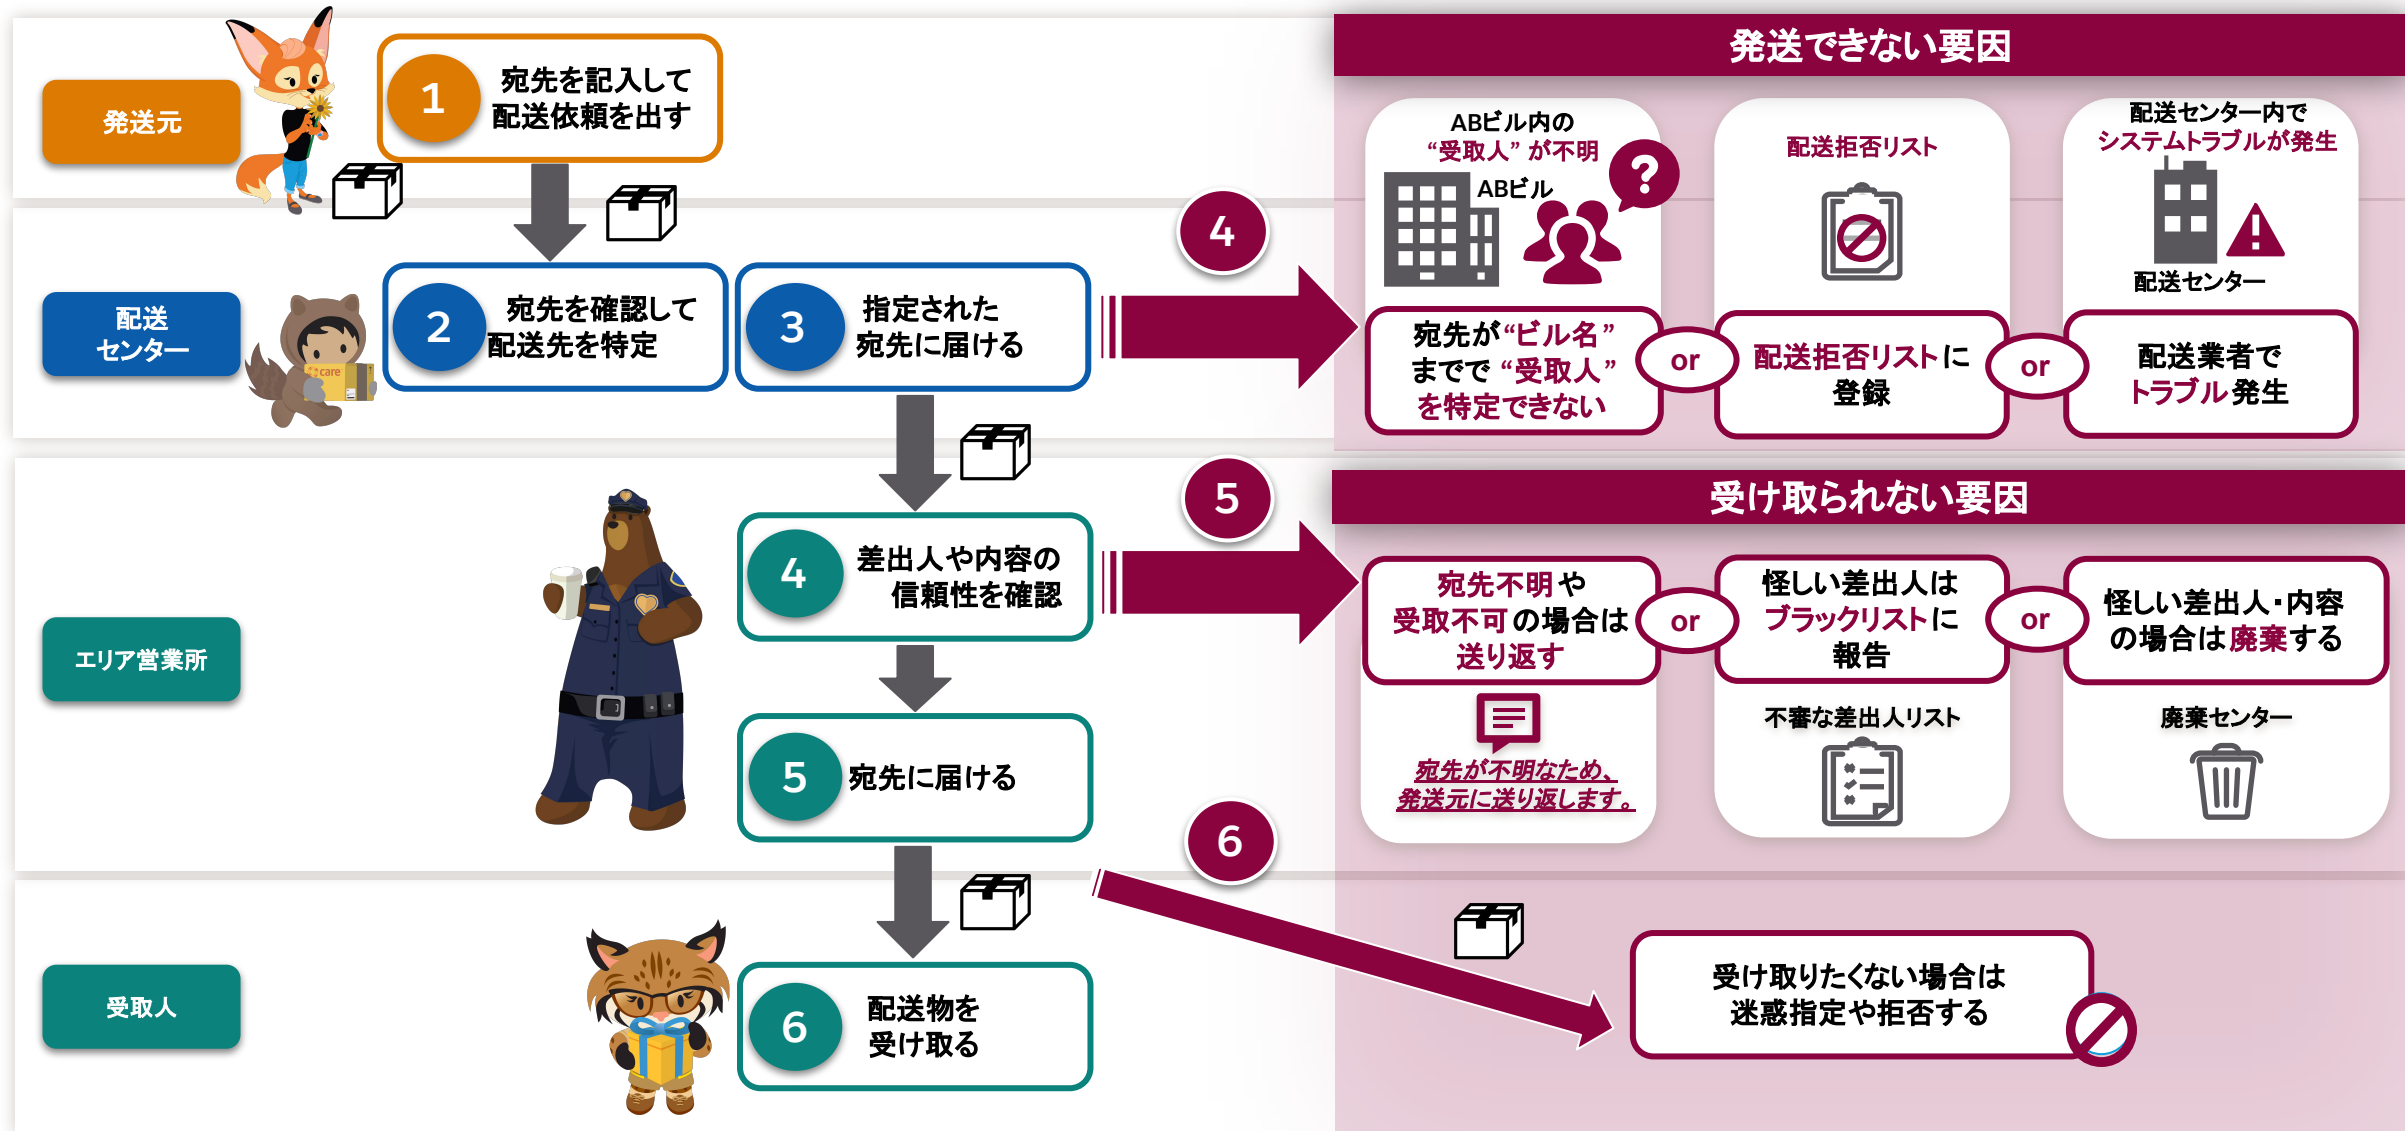 発送元
1
宛先を記入して
配送依頼を出す
配送
センター
care
2
宛先を確認して
配送先を特定
3
指定された
宛先に届ける
4
発送できない要因
ABビル内の
“受取人” が不明
ABビル
?
宛先が“ビル名”
までで “受取人”
を特定できない
or
配送拒否リスト
配送拒否リストに
登録
or
配送センター内で
システムトラブルが発生
配送センター
配送業者で
トラブル発生
エリア営業所
4
差出人や内容の
信頼性を確認
5
宛先に届ける
5
受け取られない要因
宛先不明や
受取不可の場合は
送り返す
宛先が不明なため、
発送元に送り返します。
or
怪しい差出人は
ブラックリストに
報告
不審な差出人リスト
or
怪しい差出人・内容
の場合は廃棄する
廃棄センター
受取人
6
配送物を
受け取る
6
受け取りたくない場合は
迷惑指定や拒否する